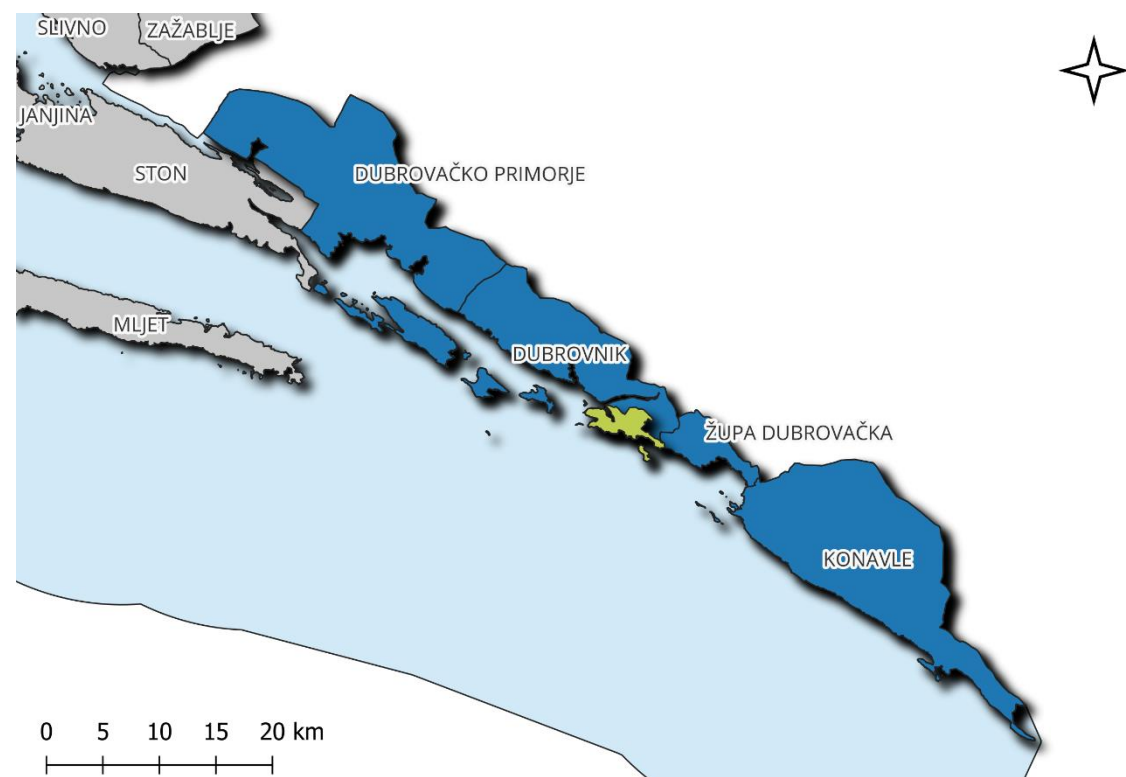 SLIVNO
ZAŽABLJE
JANJINA
STON
DUBROVAČKO PRIMORJE
MLJET
DUBROVNIK
ŽUPA DUBROVAČKA
KONAVLE
0 5 10 15 20 km